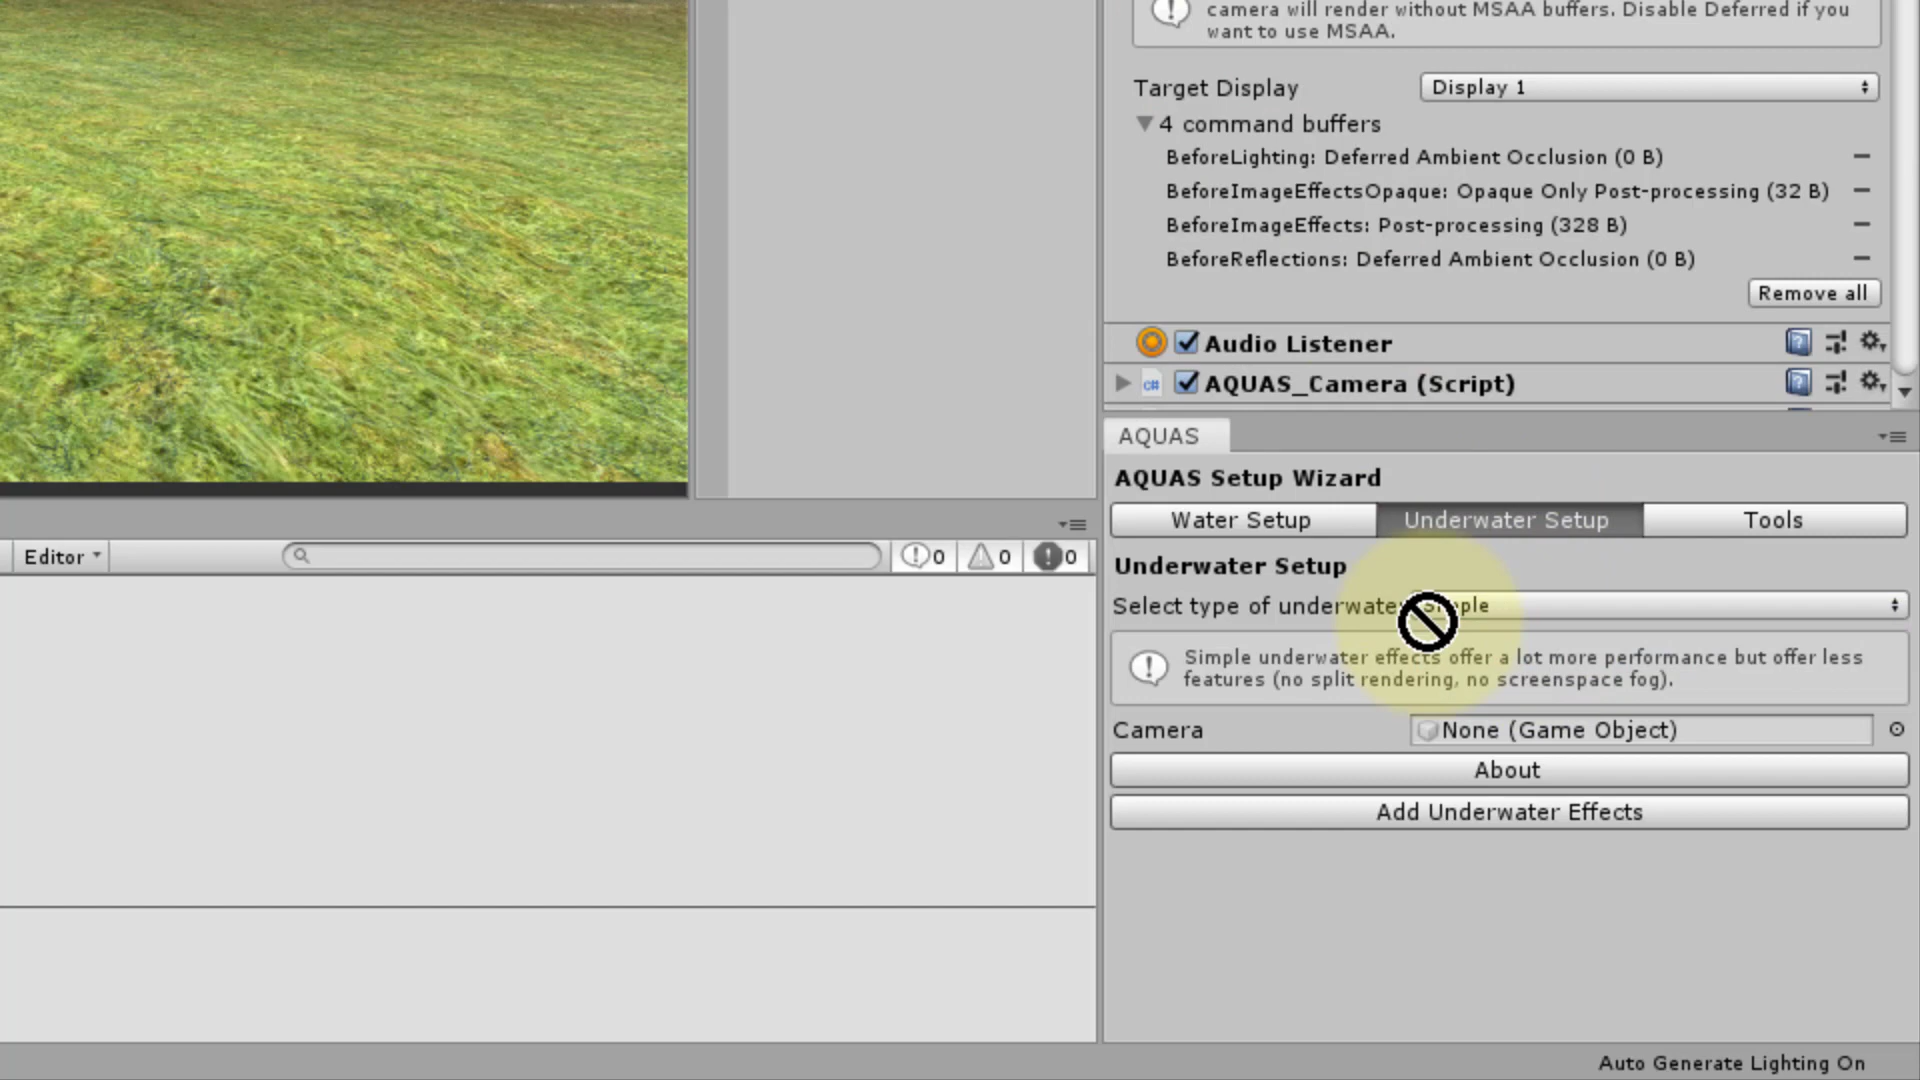 camera will render without MSAA buffers. Disable Deferred if you
want to use MSAA.
Target Display
Display 1
4 command buffers
BeforeLighting: Deferred Ambient Occlusion (0 B)
BeforeImageEffectsOpaque: Opaque Only Post-processing (32 B)
BeforeImageEffects: Post-processing (328 B)
BeforeReflections: Deferred Ambient Occlusion (0 B)
Remove all
Audio Listener
C#
AQUAS_Camera (Script)
AQUAS
AQUAS Setup Wizard
Water Setup
Underwater Setup
Tools
Editor
0
0
0
Underwater Setup
Select type of underwater
Simple underwater effects offer a lot more performance but offer less
features (no split rendering, no screenspace fog).
Camera
None (Game Object)
About
Add Underwater Effects
Auto Generate Lighting On